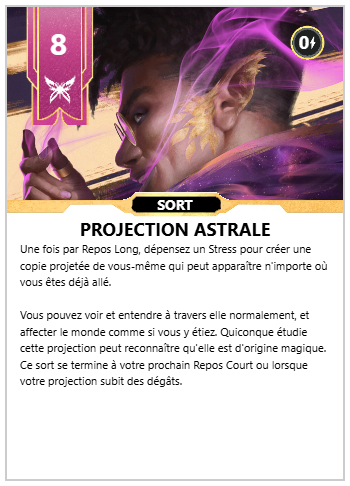 8
0
SORT
PROJECTION ASTRALE
Une fois par Repos Long, dépensez un Stress pour créer une
copie projetée de vous-même qui peut apparaître n'importe où
vous êtes déjà allé.
Vous pouvez voir et entendre à travers elle normalement, et
affecter le monde comme si vous y étiez. Quiconque étudie
cette projection peut reconnaître qu'elle est d'origine magique.
Ce sort se termine à votre prochain Repos Court ou lorsque
votre projection subit des dégâts.